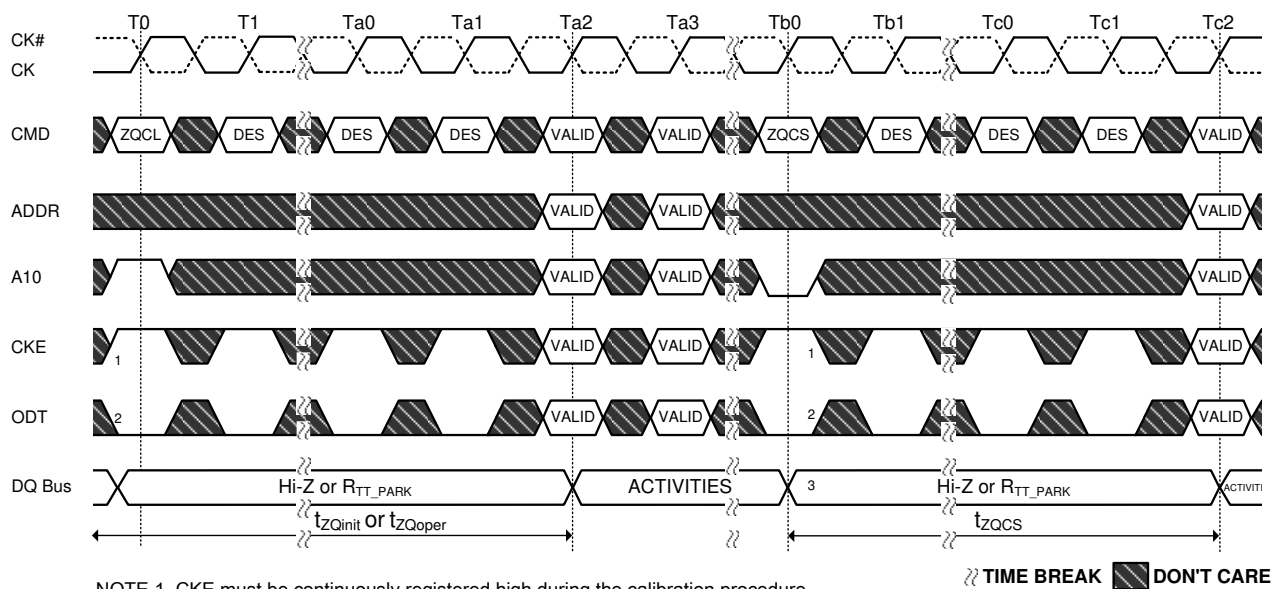 T0 T1 Ta0 Ta1 Ta2 Ta3 Tb0 Tb1 Tc0 Tc1 Tc2
CK#
CK
CMD ZQCL DES DES DES VALID VALID ZQCS DES DES DES VALID
ADDR VALID VALID VALID
A10 VALID VALID VALID
CKE 1 VALID VALID 1 VALID
ODT 2 VALID VALID 2 VALID
DQ Bus Hi-Z or RTT_PARK ACTIVITIES 3 Hi-Z or RTT_PARK ACTIVITI
tZQinit or tZQoper tZQCS
TIME BREAK DON'T CARE
NOTE 1. CKE must be continuously registered high during the calibration procedure.